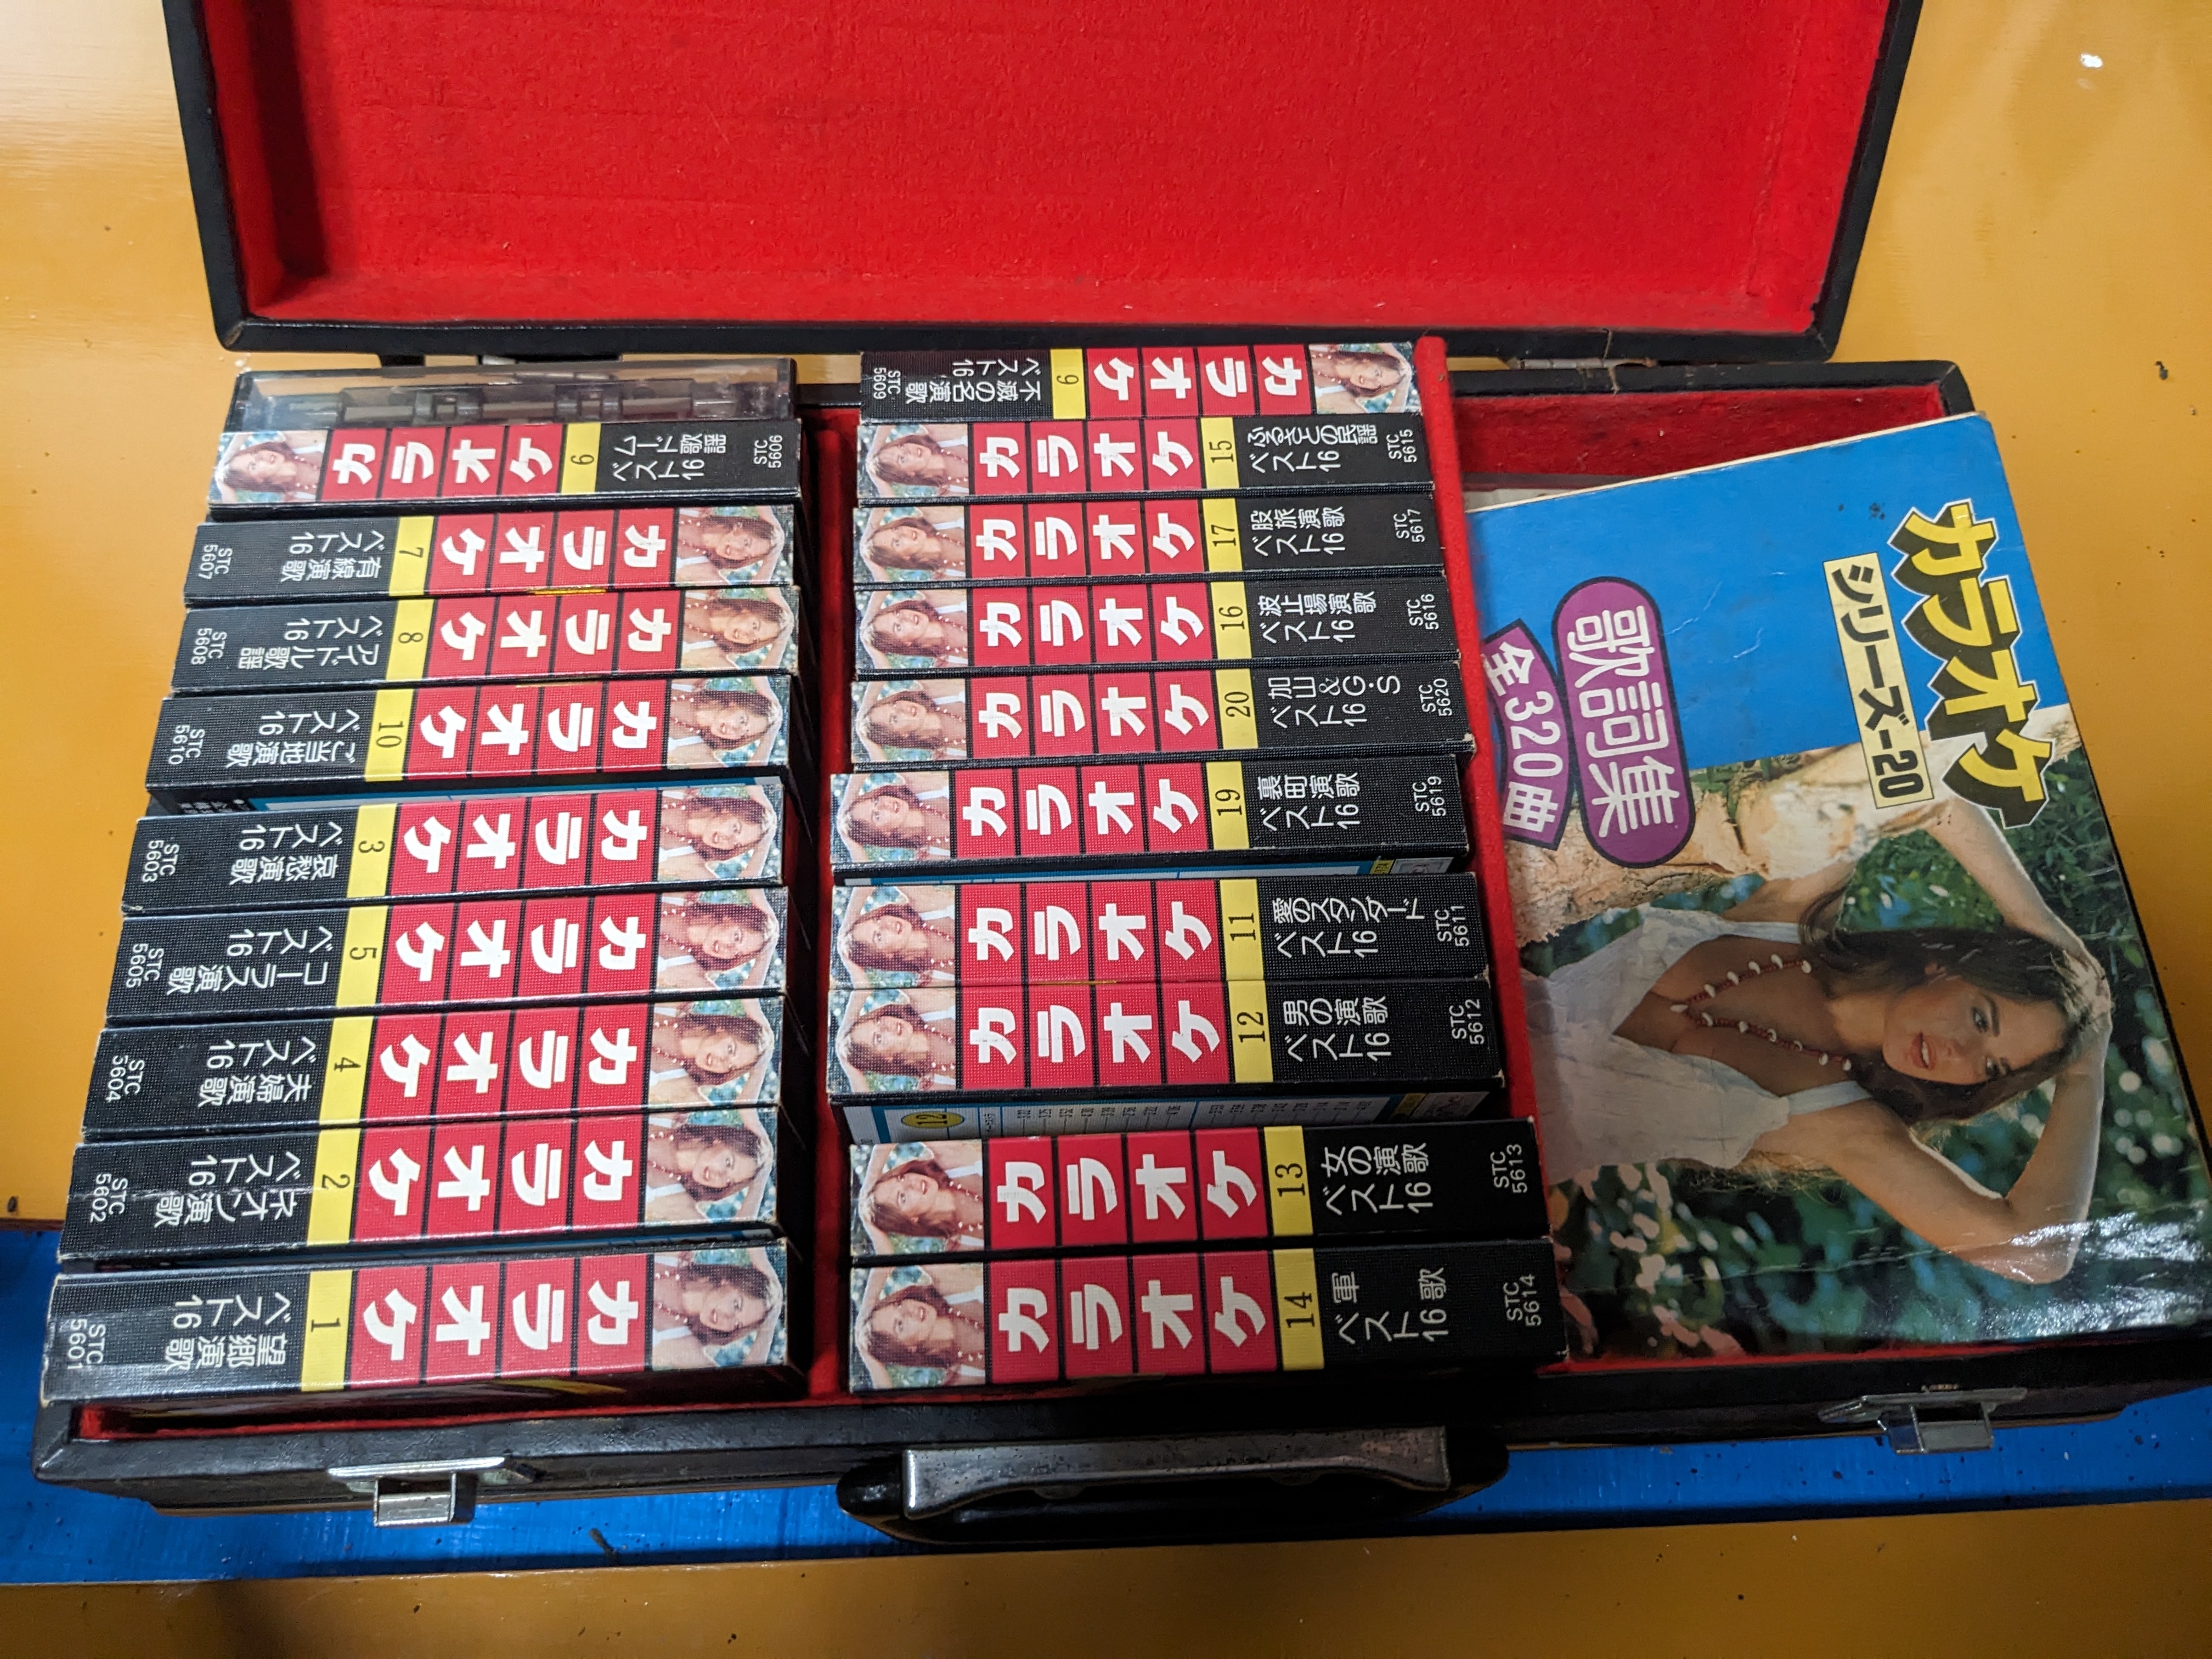 カラオケ
6
ムード歌謡
ベスト16
STC
5606
カラオケ
7
有線演歌
ベスト16
STC
5607
カラオケ
8
アイドル歌謡
ベスト16
STC
5608
カラオケ
10
ご当地演歌
ベスト16
STC
5610
カラオケ
3
哀愁演歌
ベスト16
STC
5603
カラオケ
5
コーラス演歌
ベスト16
STC
5605
カラオケ
4
夫婦演歌
ベスト16
STC
5604
カラオケ
2
ネオン演歌
ベスト16
STC
5602
カラオケ
1
望郷演歌
ベスト16
STC
5601
カラオケ
9
不滅の名演歌
ベスト16
STC
5609
カラオケ
15
ふるさとの民謡
ベスト16
STC
5615
カラオケ
17
股旅演歌
ベスト16
STC
5617
カラオケ
16
波止場演歌
ベスト16
STC
5616
カラオケ
20
加山&G.S
ベスト16
STC
5620
カラオケ
19
裏町演歌
ベスト16
STC
5619
カラオケ
11
愛のスタンダード
ベスト16
STC
5611
カラオケ
12
男の演歌
ベスト16
STC
5612
12
カラオケ
13
女の演歌
ベスト16
STC
5613
カラオケ
14
軍歌
ベスト16
STC
5614
カラオケ
シリーズ-20
歌詞集
全320曲